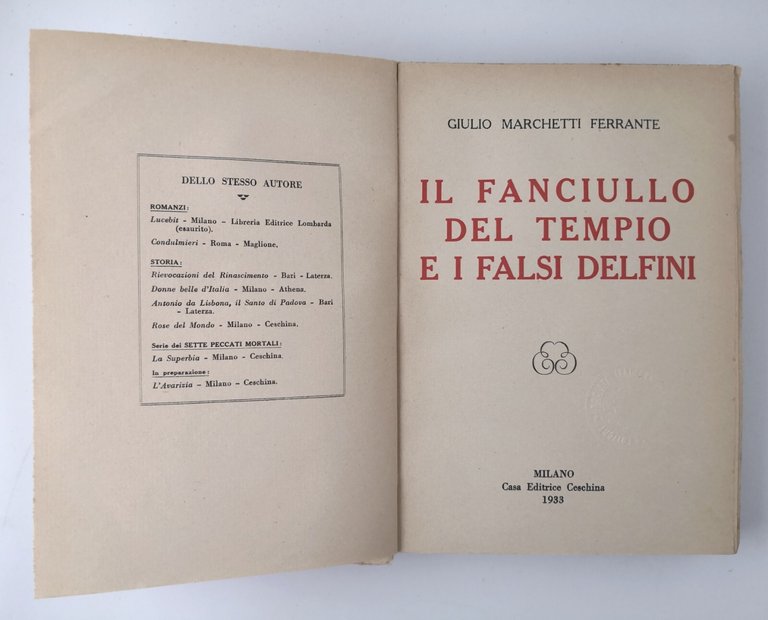 DELLO STESSO AUTORE
ROMANZI:
Lucebit - Milano - Libreria Editrice Lombarda
(esaurito).
Condulmieri - Roma - Maglione.
STORIA:
Rievocazioni del Rinascimento - Bari - Laterza.
Donne belle d'Italia - Milano - Athena.
Antonio da Lisbona, il Santo di Padova - Bari
- Laterza.
Rose del Mondo - Milano - Ceschina.
Serie dei SETTE PECCATI MORTALI:
La Superbia - Milano - Ceschina.
In preparazione:
L'Avarizia - Milano - Ceschina.
GIULIO MARCHETTI FERRANTE
IL FANCIULLO
DEL TEMPIO
E I FALSI DELFINI
MILANO
Casa Editrice Ceschina
1933